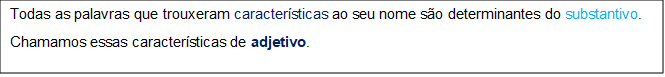 Todas as palavras que trouxeram características ao seu nome são determinantes do substantivo.
Chamamos essas características de adjetivo.